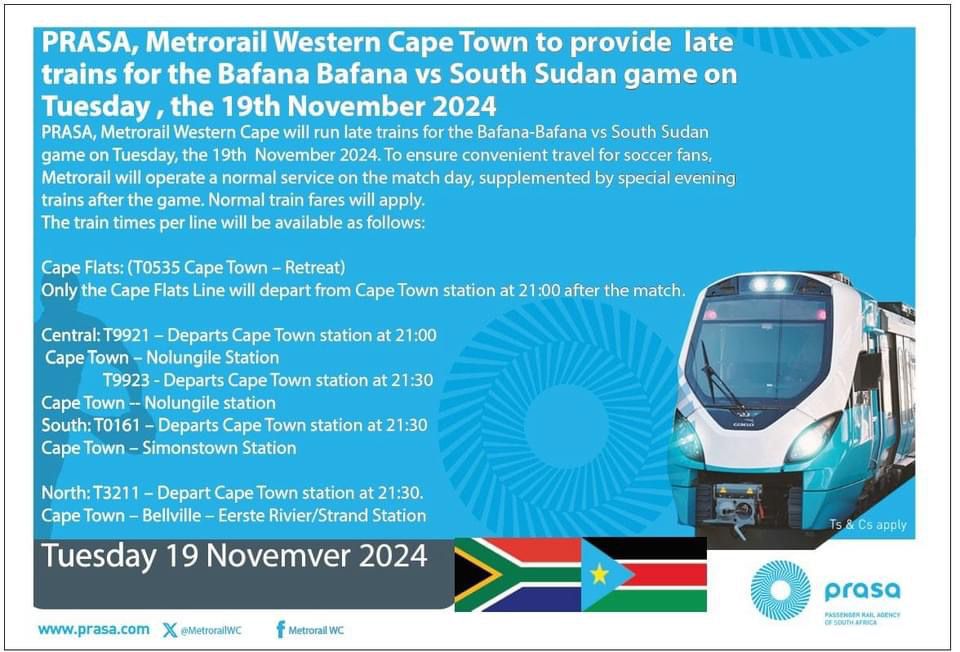 PRASA, Metrorail Western Cape Town to provide late
trains for the Bafana Bafana vs South Sudan game on
Tuesday , the 19th November 2024
PRASA, Metrorail Western Cape will run late trains for the Bafana-Bafana vs South Sudan
game on Tuesday, the 19th November 2024. To ensure convenient travel for soccer fans,
Metrorail will operate a normal service on the match day, supplemented by special evening
trains after the game. Normal train fares will apply.
The train times per line will be available as follows:
Cape Flats: (T0535 Cape Town – Retreat)
Only the Cape Flats Line will depart from Cape Town station at 21:00 after the match.
Central: T9921 – Departs Cape Town station at 21:00
Cape Town – Nolungile Station
T9923 - Departs Cape Town station at 21:30
Cape Town -- Nolungile station
South: T0161 – Departs Cape Town station at 21:30
Cape Town – Simonstown Station
North: T3211 – Depart Cape Town station at 21:30.
Cape Town – Bellville – Eerste Rivier/Strand Station
Ts & Cs apply
Tuesday 19 Novemver 2024
prasa
PASSENGER RAIL AGENCY
OF SOUTH AFRICA
www.prasa.com X @MetrorailWC f Metrorail WC